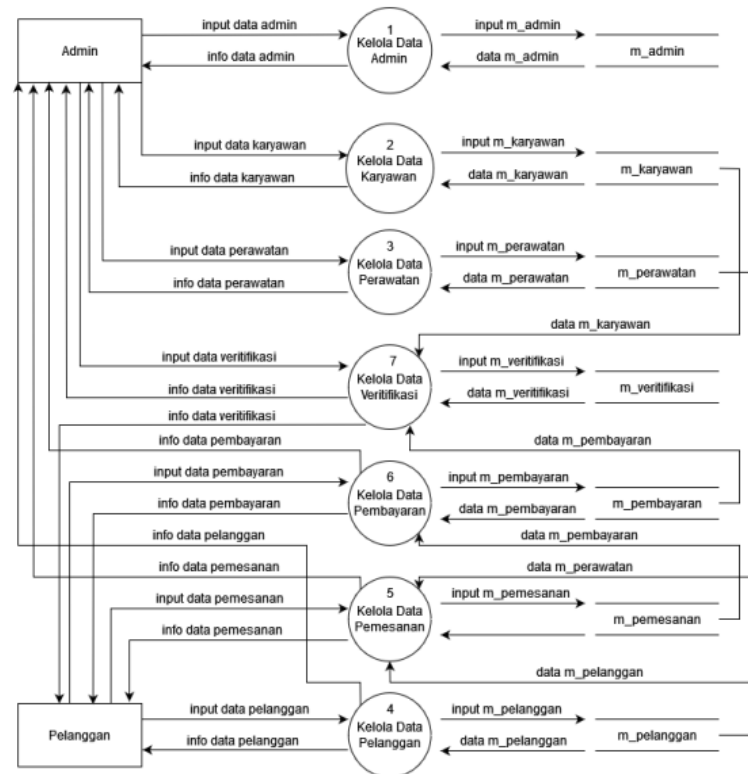 Admin
input data admin
info data admin
1
Kelola Data
Admin
input m_admin
data m_admin
m_admin
input data karyawan
info data karyawan
2
Kelola Data
Karyawan
input m_karyawan
data m_karyawan
m_karyawan
input data perawatan
info data perawatan
3
Kelola Data
Perawatan
input m_perawatan
data m_perawatan
m_perawatan
data m_karyawan
input data veritifikasi
info data veritifikasi
info data veritifikasi
7
Kelola Data
Veritifikasi
input m_veritifikasi
data m_veritifikasi
m_veritifikasi
data m_pembayaran
info data pembayaran
input data pembayaran
info data pembayaran
6
Kelola Data
Pembayaran
input m_pembayaran
data m_pembayaran
m_pembayaran
data m_pembayaran
info data pelanggan
info data pemesanan
data m_perawatan
input data pemesanan
info data pemesanan
5
Kelola Data
Pemesanan
input m_pemesanan
m_pemesanan
data m_pelanggan
Pelanggan
input data pelanggan
info data pelanggan
4
Kelola Data
Pelanggan
input m_pelanggan
data m_pelanggan
m_pelanggan